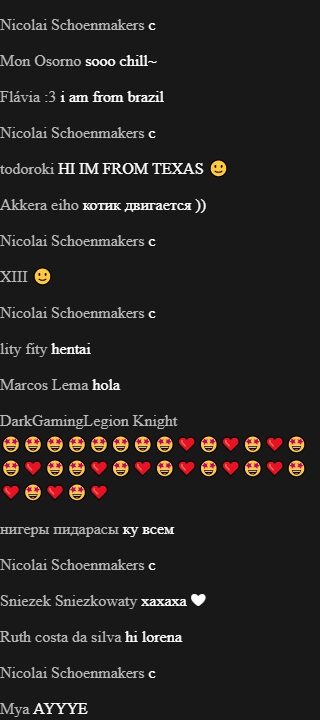 Nicolai Schoenmakers c
Mon Osorno sooo chill~
Flávia :3 i am from brazil
Nicolai Schoenmakers c
todoroki HI IM FROM TEXAS 🙂
Akkera eiho котик двигается ))
Nicolai Schoenmakers c
XIII 🙂
Nicolai Schoenmakers c
lity fity hentai
Marcos Lema hola
DarkGamingLegion Knight
🤩🤩🤩🤩🤩🤩🤩🤩❤🤩❤🤩❤🤩
🤩❤🤩🤩❤🤩❤🤩❤🤩❤🤩❤🤩
❤🤩❤🤩❤
нигеры пидарасы ку всем
Nicolai Schoenmakers c
Sniezek Sniezkowaty xaxaxa 🤍
Ruth costa da silva hi lorena
Nicolai Schoenmakers c
Mya AYYYE